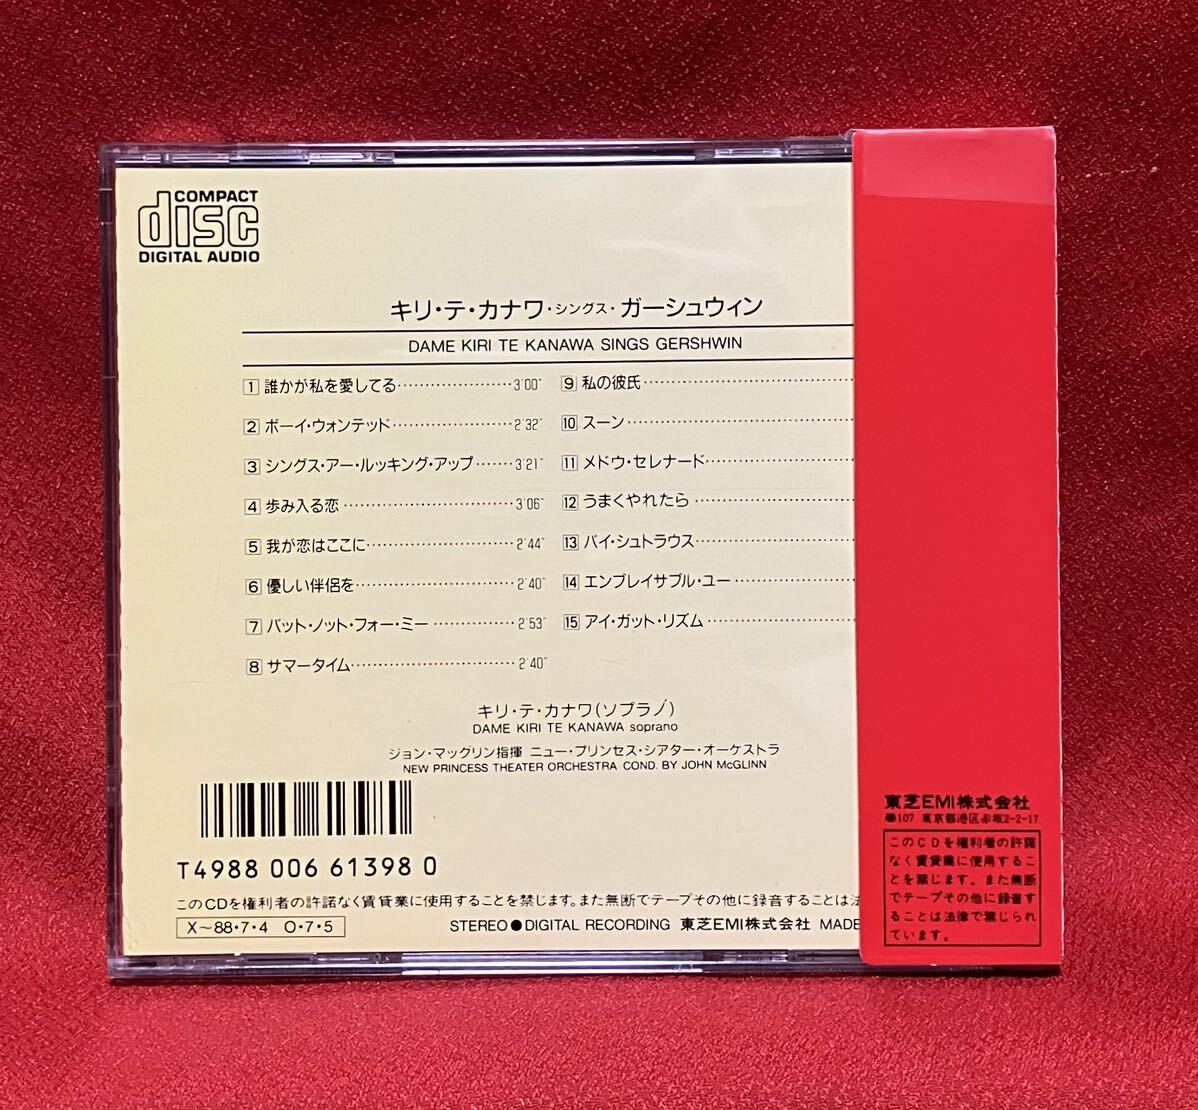 COMPACT
disc
DIGITAL AUDIO
キリ・テ・カナワ・シングス・ガーシュウィン
DAME KIRI TE KANAWA SINGS GERSHWIN
1 誰かが私を愛してる 3'00"
2 ボーイ・ウォンテッド 2'32"
3 シングス・アー・ルッキング・アップ 3'21"
4 歩み入る恋 3'06"
5 我が恋はここに 2'44"
6 優しい伴侶を 2'40"
7 バット・ノット・フォー・ミー 2'53"
8 サマータイム 2'40"
9 私の彼氏
10 スーン
11 メドウ・セレナード
12 うまくやれたら
13 バイ・シュトラウス
14 エンブレイサブル・ユー
15 アイ・ガット・リズム
キリ・テ・カナワ(ソプラノ)
DAME KIRI TE KANAWA soprano
ジョン・マックグリン指揮 ニュー・プリンセス・シアター・オーケストラ
NEW PRINCESS THEATER ORCHESTRA COND. BY JOHN McGLINN
T4988 006 61398 0
このCDを権利者の許諾なく賃貸業に使用することを禁じます。また無断でテープその他に録音することは法
X〜88・7・4 O・7・5
STEREO●DIGITAL RECORDING 東芝EMI株式会社 MADE
東芝EMI株式会社
107 東京都港区赤坂2-2-17
このCDを権利者の許諾
なく賃貸業に使用するこ
とを禁じます。また無断
でテープその他に録音す
ることは法律で禁じられ
ています。